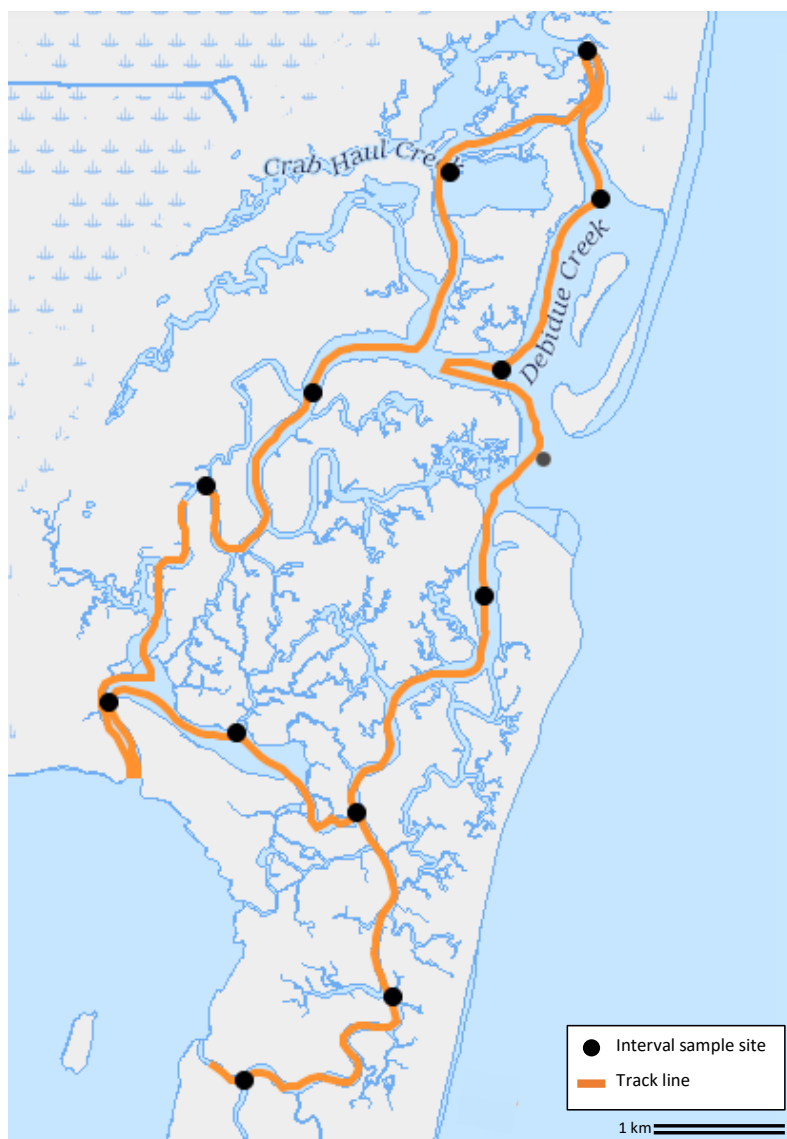 Crab Haul Creek
Debidue Creek
Interval sample site
Track line
1 km